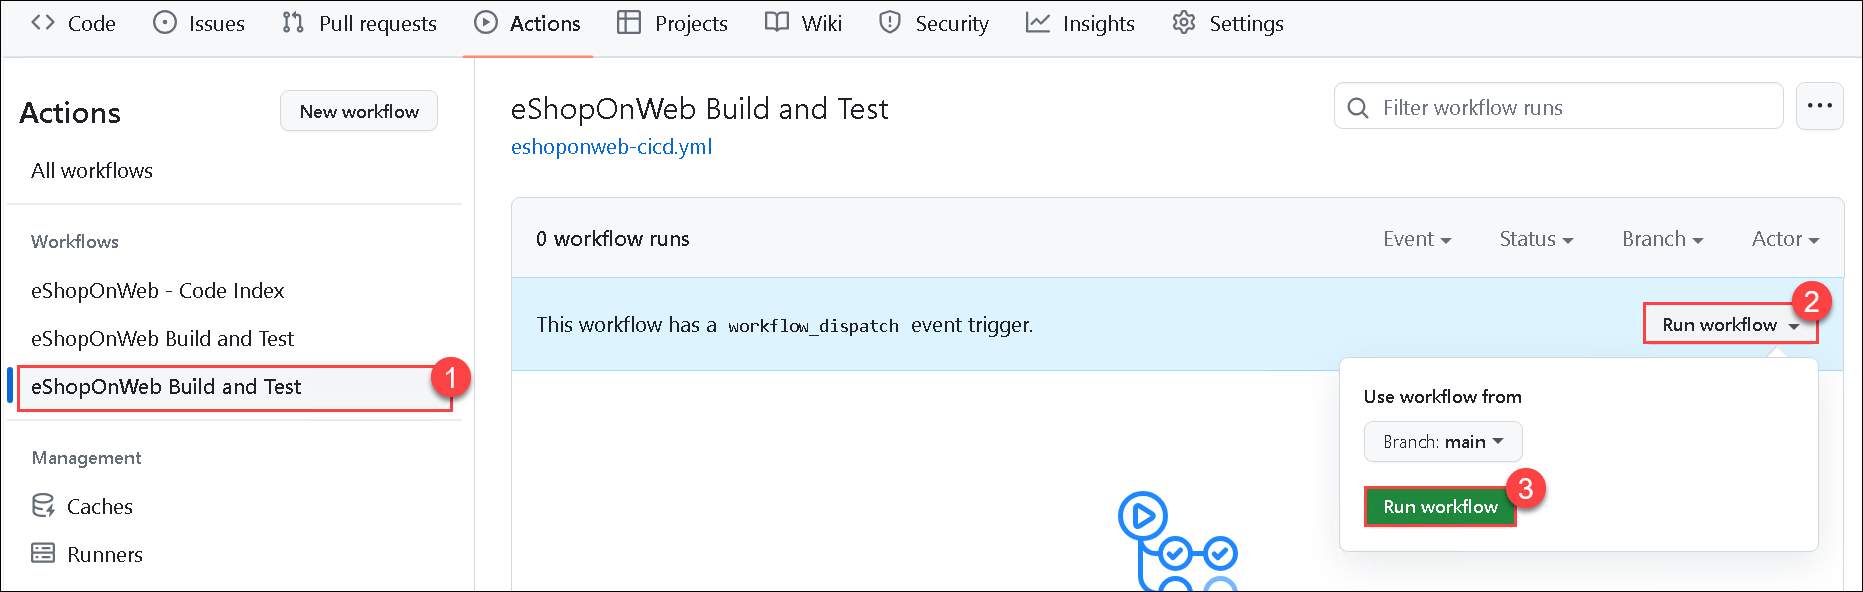 Code Issues Pull requests Actions Projects Wiki Security Insights Settings
Actions
New workflow
All workflows
Workflows
eShopOnWeb - Code Index
eShopOnWeb Build and Test
eShopOnWeb Build and Test
1
Management
Caches
Runners
eShopOnWeb Build and Test
eshoponweb-cicd.yml
Filter workflow runs
0 workflow runs
Event Status Branch Actor
This workflow has a workflow_dispatch event trigger.
Run workflow
2
Use workflow from
Branch: main
Run workflow
3